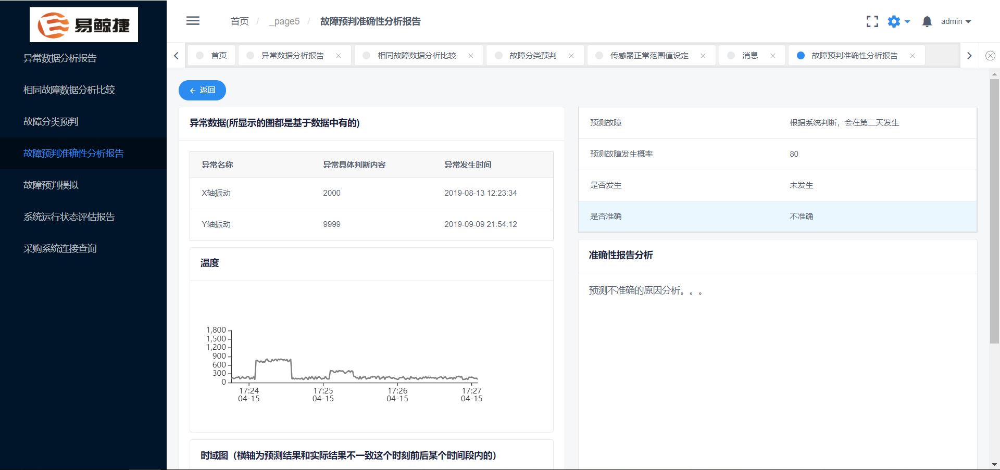 易鲸捷
异常数据分析报告
相同故障数据分析比较
故障分类预判
故障预判准确性分析报告
故障预判模拟
系统运行状态评估报告
采购系统连接查询
首页 / _page5 / 故障预判准确性分析报告
admin
首页 异常数据分析报告 相同故障数据分析比较 故障分类预判 传感器正常范围值设定 消息 故障预判准确性分析报告
返回
异常数据(所显示的图都是基于数据中有的)
异常名称 异常具体判断内容 异常发生时间
X轴振动 2000 2019-08-13 12:23:34
Y轴振动 9999 2019-09-09 21:54:12
温度
1,800
1,500
1,200
900
600
300
0
17:24 17:25 17:26 17:27
04-15 04-15 04-15 04-15
时域图（横轴为预测结果和实际结果不一致这个时刻前后某个时间段内的）
预测故障 根据系统判断，会在第二天发生
预测故障发生概率 80
是否发生 未发生
是否准确 不准确
准确性报告分析
预测不准确的原因分析。。。